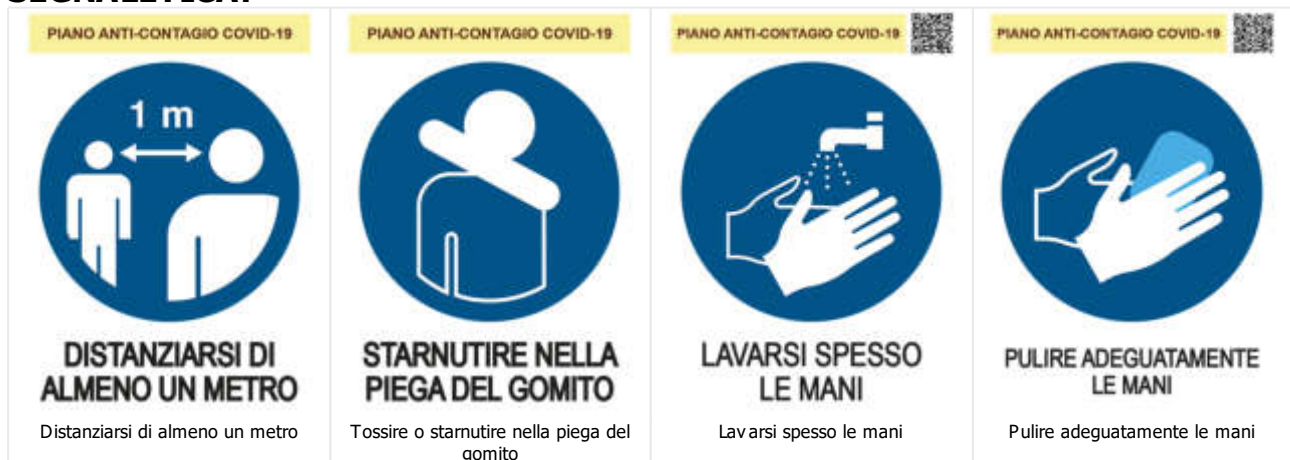 SEGNALETICA:
PIANO ANTI-CONTAGIO COVID-19
1 m
DISTANZIARSI DI
ALMENO UN METRO
Distanziarsi di almeno un metro
PIANO ANTI-CONTAGIO COVID-19
STARNUTIRE NELLA
PIEGA DEL GOMITO
Tossire o starnutire nella piega del
gomito
PIANO ANTI-CONTAGIO COVID-19
LAVARSI SPESSO
LE MANI
Lavarsi spesso le mani
PIANO ANTI-CONTAGIO COVID-19
PULIRE ADEGUATAMENTE
LE MANI
Pulire adeguatamente le mani